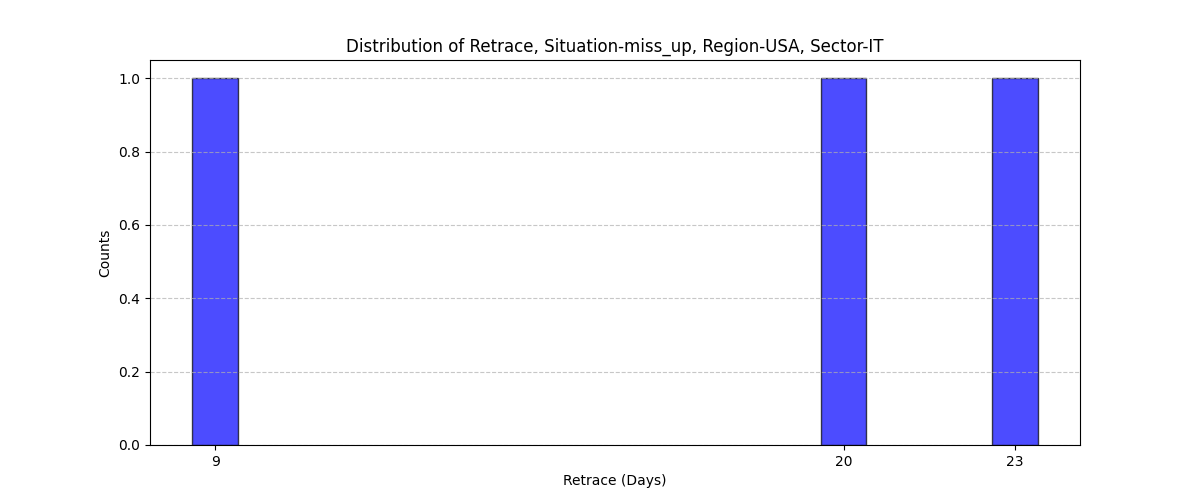 Distribution of Retrace, Situation-miss_up, Region-USA, Sector-IT
1.0
0.8
0.6
0.4
0.2
0.0
Counts
9 20 23
Retrace (Days)